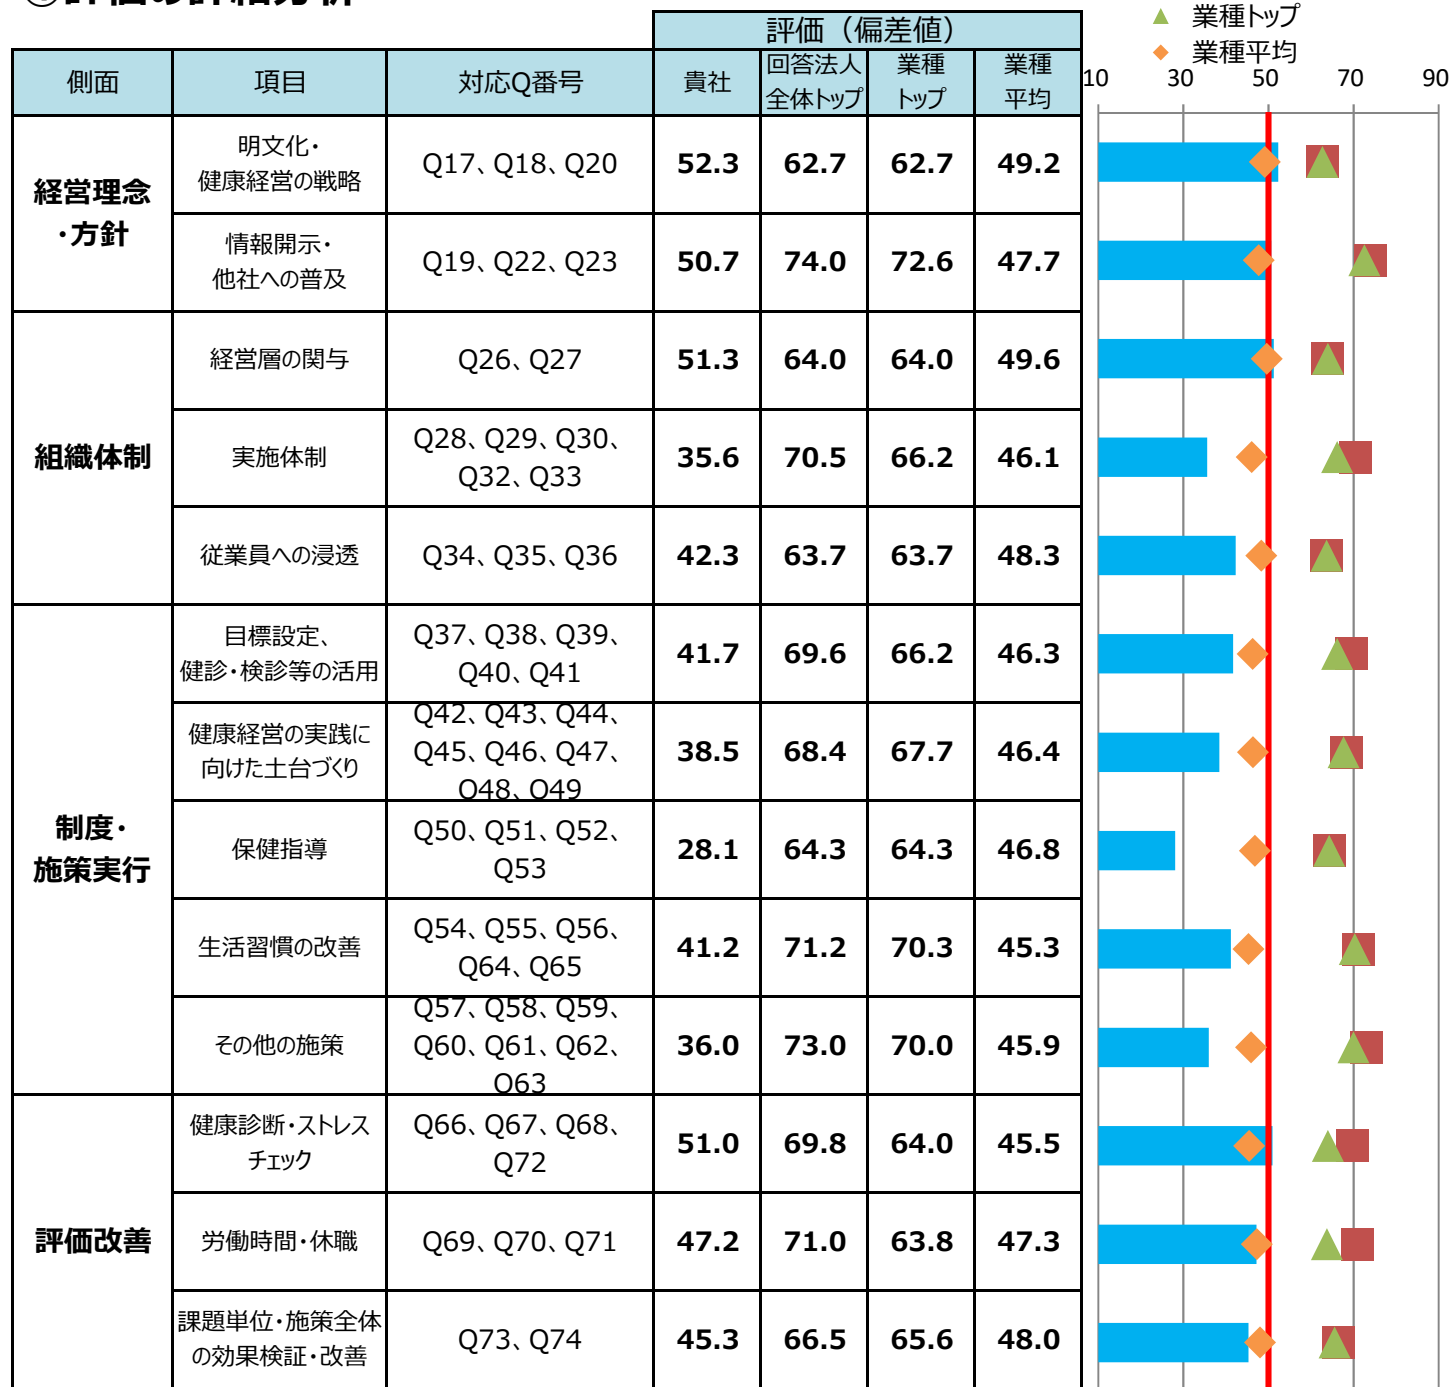 ①評価の詳細分析
▲ 業種トップ
◆ 業種平均
評価（偏差値）
側面 項目 対応Q番号 貴社 回答法人 業種 業種
全体トップ トップ 平均
10 30 50 70 90
経営理念
・方針
明文化・
健康経営の戦略
Q17、Q18、Q20 52.3 62.7 62.7 49.2
情報開示・
他社への普及
Q19、Q22、Q23 50.7 74.0 72.6 47.7
組織体制
経営層の関与 Q26、Q27 51.3 64.0 64.0 49.6
実施体制
Q28、Q29、Q30、
Q32、Q33
35.6 70.5 66.2 46.1
従業員への浸透 Q34、Q35、Q36 42.3 63.7 63.7 48.3
制度・
施策実行
目標設定、
健診・検診等の活用
Q37、Q38、Q39、
Q40、Q41
41.7 69.6 66.2 46.3
健康経営の実践に
向けた土台づくり
Q42、Q43、Q44、
Q45、Q46、Q47、
Q48、Q49
38.5 68.4 67.7 46.4
保健指導
Q50、Q51、Q52、
Q53
28.1 64.3 64.3 46.8
生活習慣の改善
Q54、Q55、Q56、
Q64、Q65
41.2 71.2 70.3 45.3
その他の施策
Q57、Q58、Q59、
Q60、Q61、Q62、
Q63
36.0 73.0 70.0 45.9
評価改善
健康診断・ストレス
チェック
Q66、Q67、Q68、
Q72
51.0 69.8 64.0 45.5
労働時間・休職 Q69、Q70、Q71 47.2 71.0 63.8 47.3
課題単位・施策全体
の効果検証・改善
Q73、Q74 45.3 66.5 65.6 48.0